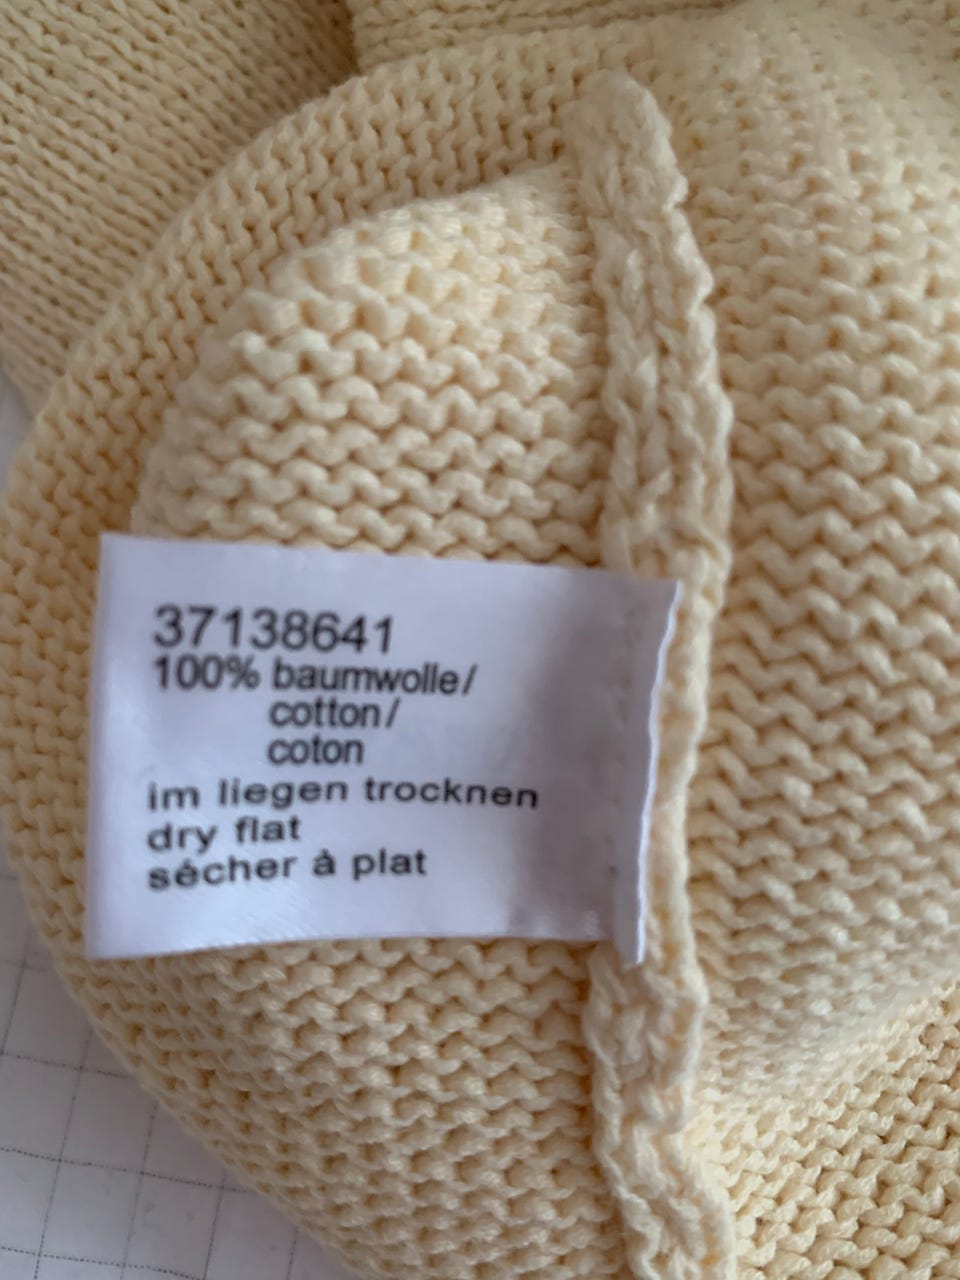 37138641
100% baumwolle/
cotton/
coton
im liegen trocknen
dry flat
sécher à plat